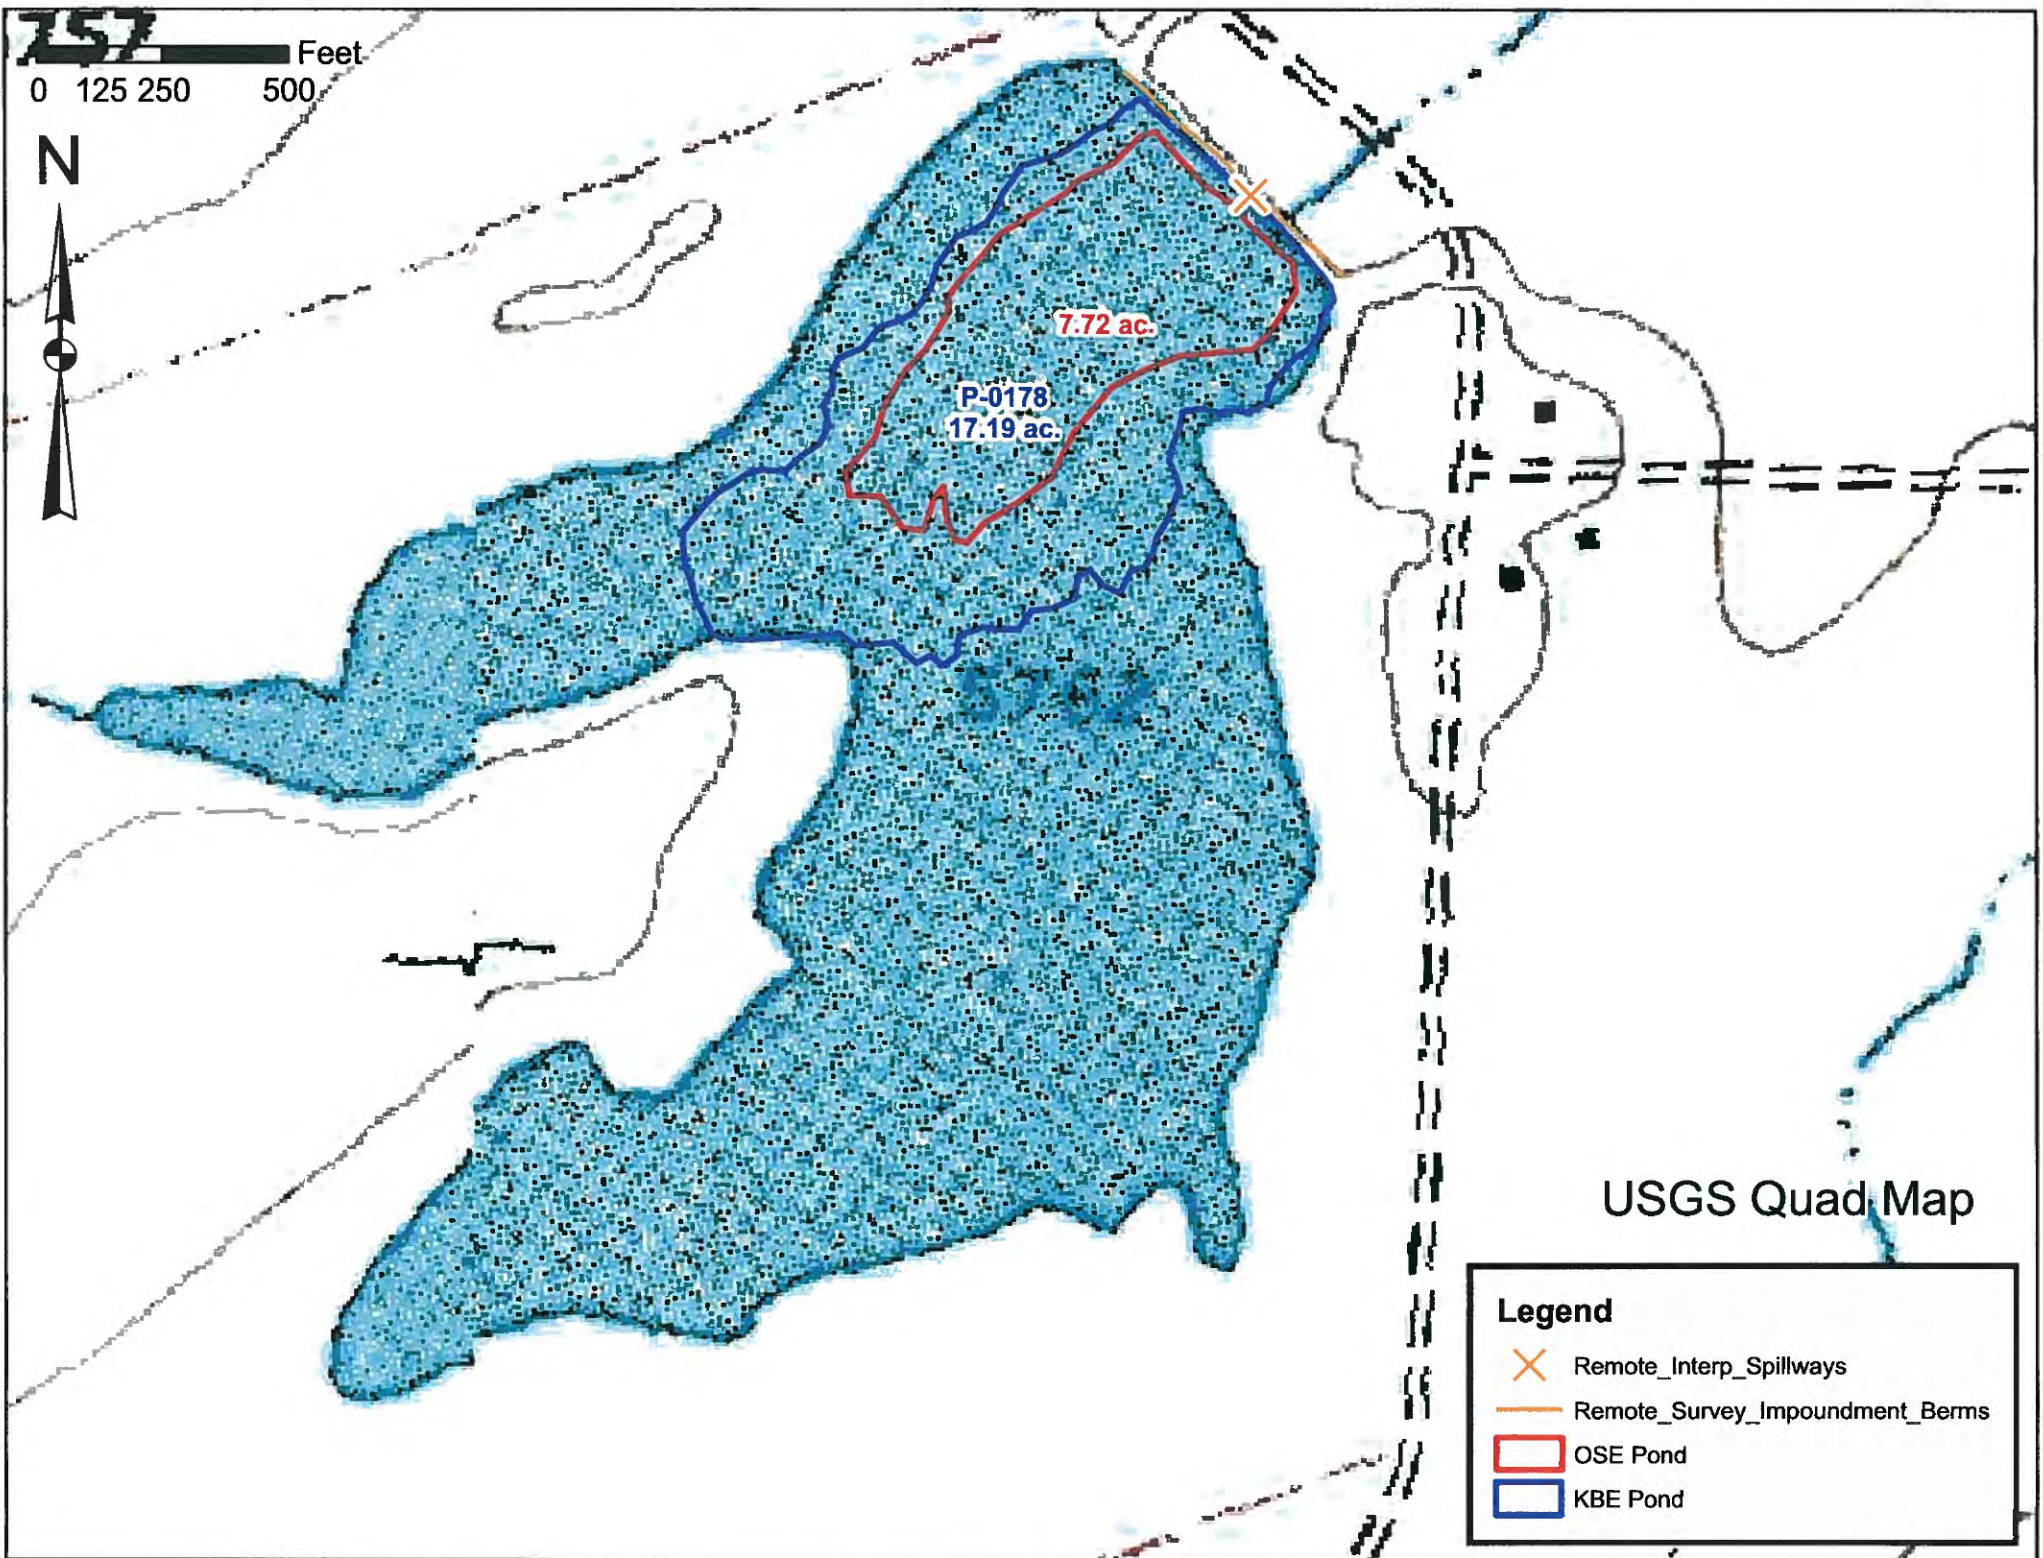 757
Feet
0 125 250 500
N
7.72 ac.
P-0178
17.19 ac.
USGS Quad Map
Legend
Remote_Interp_Spillways
Remote_Survey_Impoundment_Berms
OSE Pond
KBE Pond